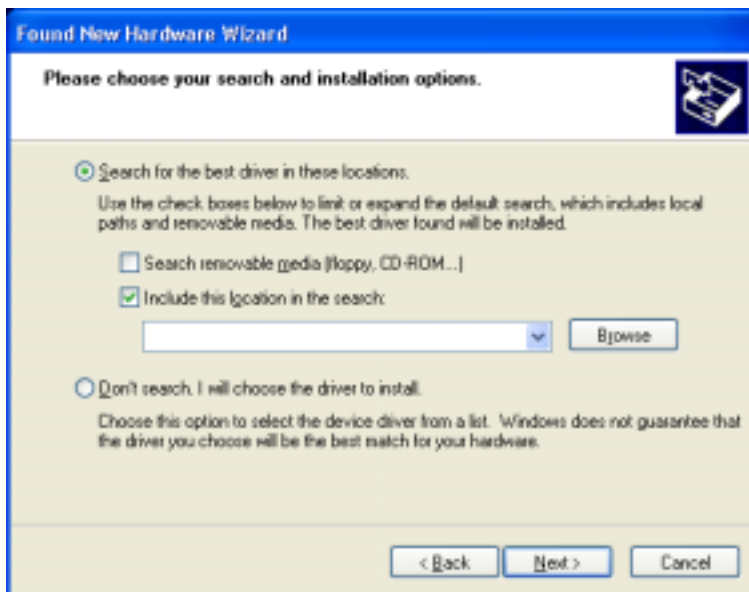 Found New Hardware Wizard
Please choose your search and installation options.
Search for the best driver in these locations.
Use the check boxes below to limit or expand the default search, which includes local
paths and removable media. The best driver found will be installed.
Search removable media (floppy, CD-ROM...)
Include this location in the search:
Browse
Don't search. I will choose the driver to install.
Choose this option to select the device driver from a list. Windows does not guarantee that
the driver you choose will be the best match for your hardware.
< Back Next > Cancel